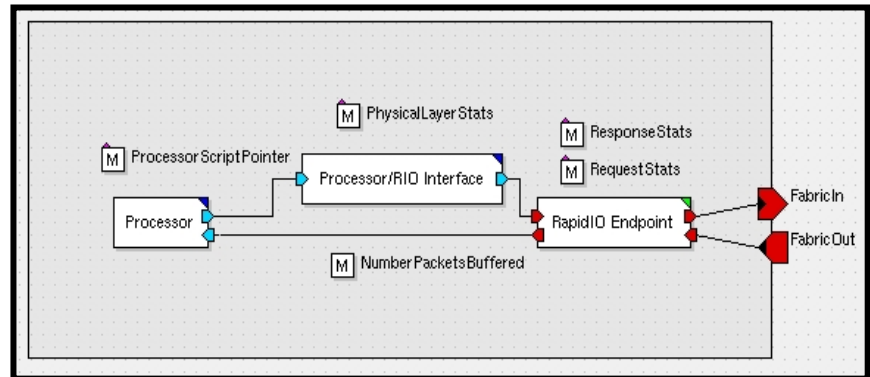 M PhysicalLayerStats
M ResponseStats
M ProcessorScriptPointer
M RequestStats
Processor/RIO Interface
FabricIn
Processor
RapidIO Endpoint
FabricOut
M NumberPacketsBuffered